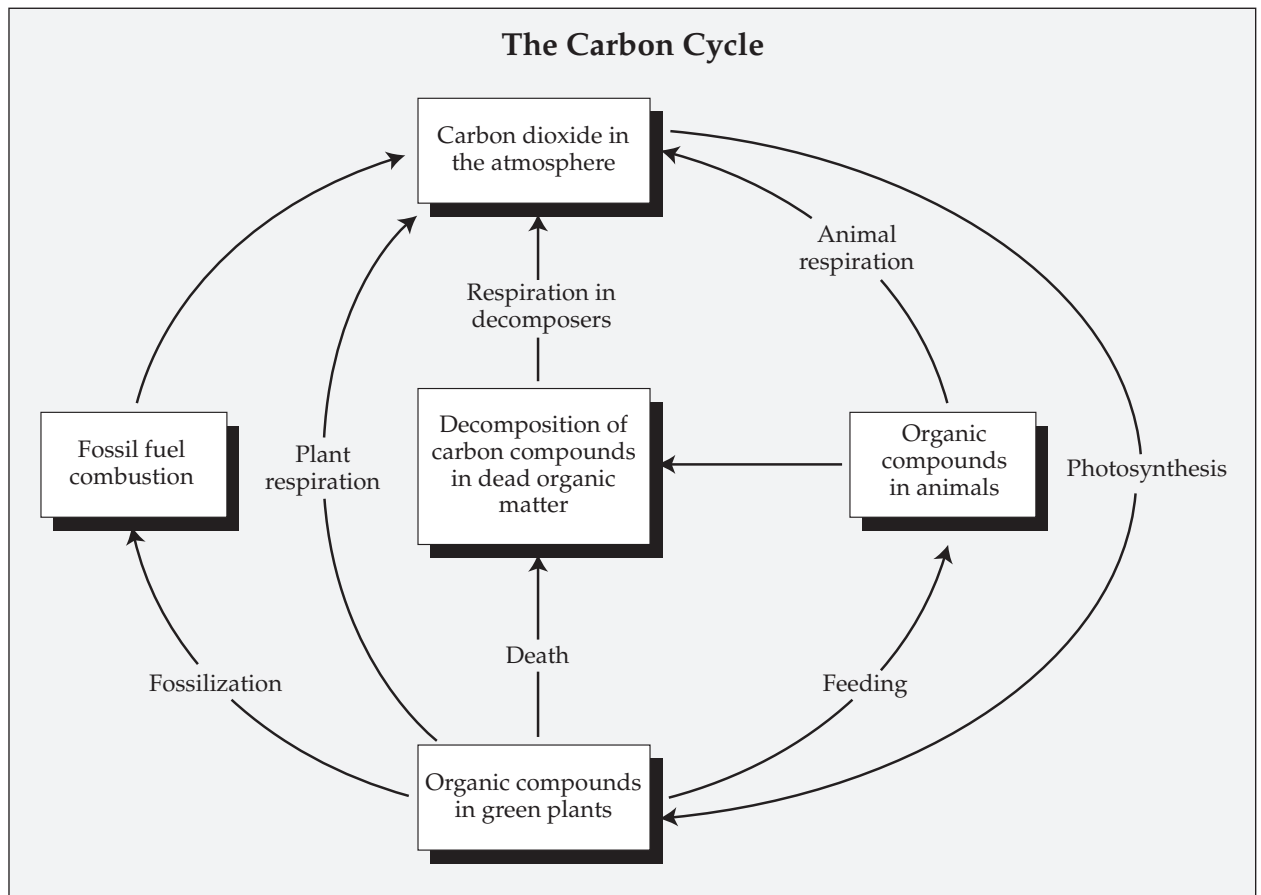 The Carbon Cycle
Carbon dioxide in
the atmosphere
Animal
respiration
Respiration in
decomposers
Fossil fuel
combustion
Plant
respiration
Decomposition of
carbon compounds
in dead organic
matter
Organic
compounds
in animals
Photosynthesis
Death
Fossilization
Feeding
Organic compounds
in green plants